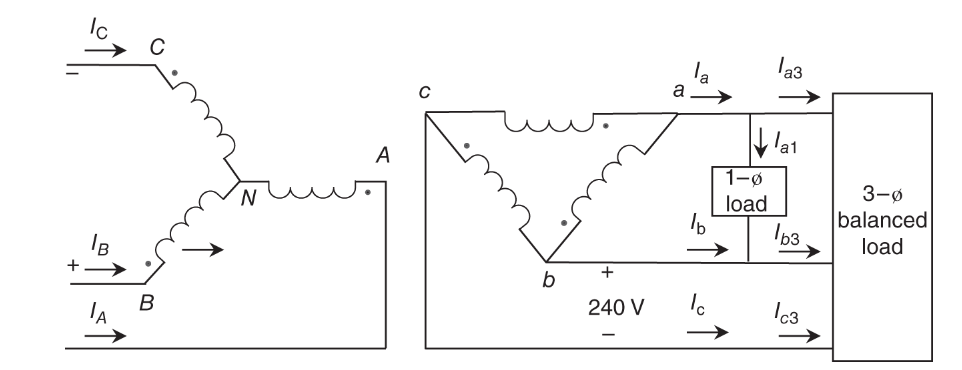 I_C
C
–
A
N
I_B
+
B
I_A
c
a
I_a
I_a3
I_a1
1-ø
load
3-ø
balanced
load
I_b
I_b3
b
+
240 V
–
I_c
I_c3